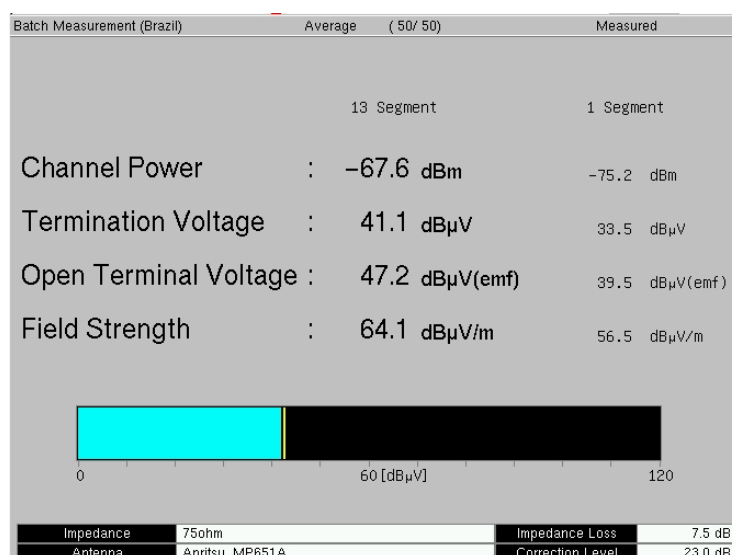 Batch Measurement (Brazil) Average ( 50/ 50) Measured
13 Segment 1 Segment
Channel Power : -67.6 dBm -75.2 dBm
Termination Voltage : 41.1 dBµV 33.5 dBµV
Open Terminal Voltage : 47.2 dBµV(emf) 39.5 dBµV(emf)
Field Strength : 64.1 dBµV/m 56.5 dBµV/m
0 60[dBµV] 120
Impedance 75ohm Impedance Loss 7.5 dB
Antenna Anritsu MP651A Correction Level 23.0 dB